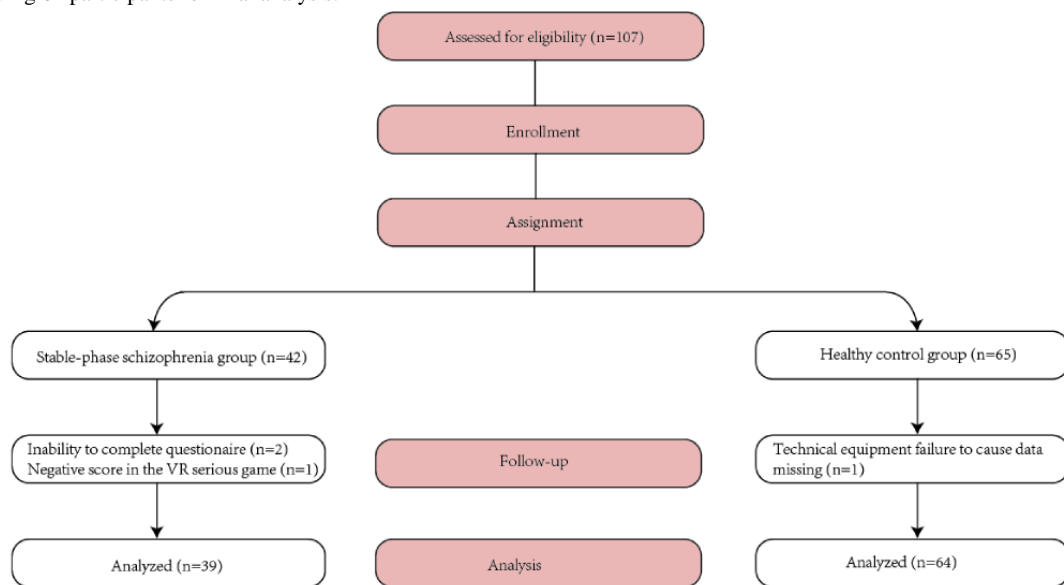 participants
analysis.
Assessed for eligibility (n=107)
Enrollment
Assignment
Stable-phase schizophrenia group (n=42)
Healthy control group (n=65)
Inability to complete questionaire (n=2)
Negative score in the VR serious game (n=1)
Follow-up
Technical equipment failure to cause data
missing (n=1)
Analyzed (n=39)
Analysis
Analyzed (n=64)